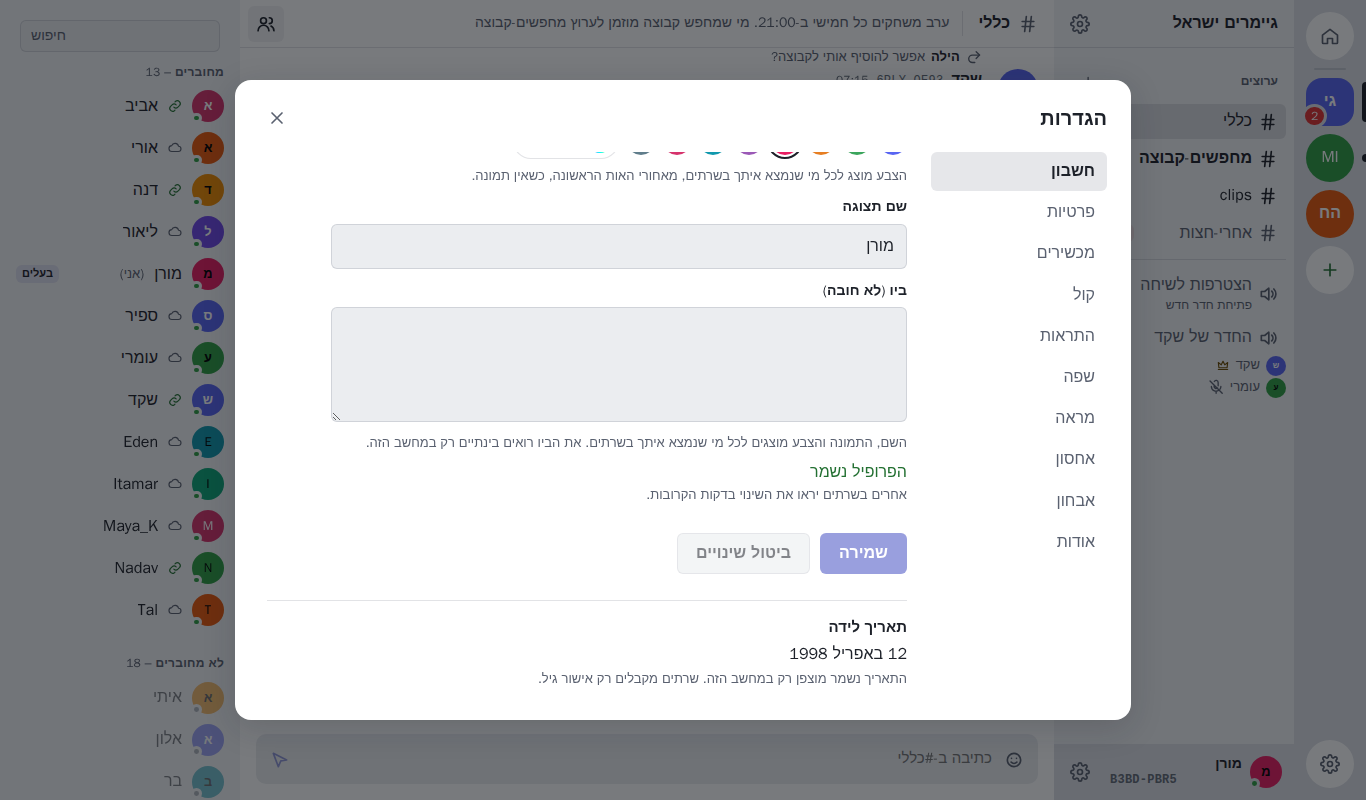 גיימרים ישראל
גי
2
MI
הח
ערוצים
כללי
מחפשים-קבוצה
clips
אחרי-חצות
הצטרפות לשיחה
פתיחת חדר חדש
החדר של שקד
ש
שקד
ע
עומרי
מ
מורן
B3BD-PBR5
כללי
ערב משחקים כל חמישי ב-21:00. מי שמחפש קבוצה מוזמן לערוץ מחפשים-קבוצה
הילה אפשר להוסיף אותי לקבוצה?
הגדרות
חשבון
פרטיות
מכשירים
קול
התראות
שפה
מראה
אחסון
אבחון
אודות
הצבע מוצג לכל מי שנמצא איתך בשרתים, מאחורי האות הראשונה, כשאין תמונה.
שם תצוגה
מורן
ביו (לא חובה)
השם, התמונה והצבע מוצגים לכל מי שנמצא איתך בשרתים. את הביו רואים בינתיים רק במחשב הזה.
הפרופיל נשמר
אחרים בשרתים יראו את השינוי בדקות הקרובות.
שמירה
ביטול שינויים
תאריך לידה
12 באפריל 1998
התאריך נשמר מוצפן רק במחשב הזה. שרתים מקבלים רק אישור גיל.
כתיבה ב-#כללי
חיפוש
מחוברים — 13
א אביב
א אורי
ד דנה
ל ליאור
מ מורן (אני) בעלים
ס ספיר
ע עומרי
ש שקד
E Eden
I Itamar
M Maya_K
N Nadav
T Tal
לא מחוברים — 18
א איתי
א אלון
ב בר